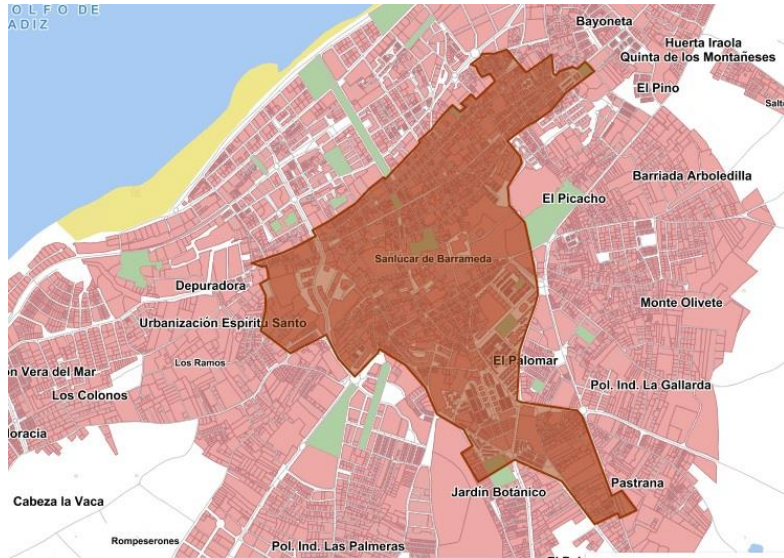 OLFO DE
ADIZ
Bayoneta
Huerta Iraola
Quinta de los Montañeses
El Pino
Salto
Barriada Arboledilla
El Picacho
Sanlúcar de Barrameda
Depuradora
Monte Olivete
Urbanización Espíritu Santo
El Palomar
Los Ramos
on Vera del Mar
Pol. Ind. La Gallarda
Los Colonos
loracia
Pastrana
Jardín Botánico
Cabeza la Vaca
Rompeserones
Pol. Ind. Las Palmeras